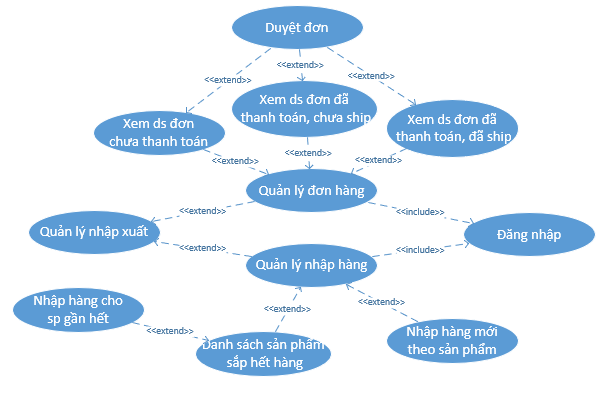 Duyệt đơn
<<extend>>
<<extend>>
<<extend>>
Xem ds đơn
chưa thanh toán
Xem ds đơn đã
thanh toán, chưa ship
Xem ds đơn đã
thanh toán, đã ship
<<extend>>
<<extend>>
<<extend>>
Quản lý đơn hàng
<<extend>>
<<include>>
Quản lý nhập xuất
Đăng nhập
<<extend>>
<<include>>
Quản lý nhập hàng
Nhập hàng cho
sp gần hết
<<extend>>
<<extend>>
<<extend>>
Danh sách sản phẩm
sắp hết hàng
Nhập hàng mới
theo sản phẩm